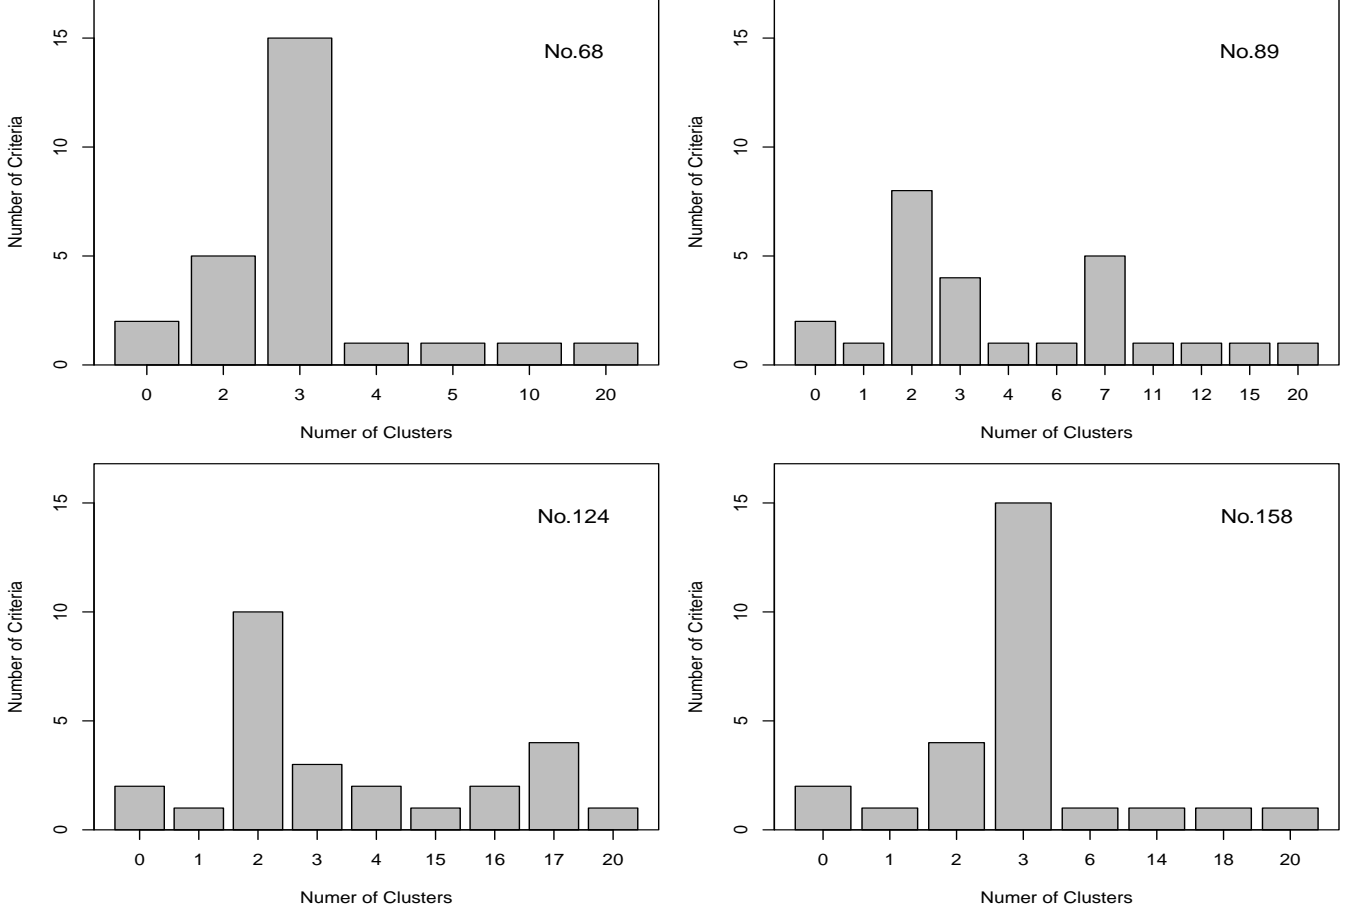 No.68
Number of Criteria
15
10
5
0
0 2 3 4 5 10 20
Numer of Clusters
No.89
Number of Criteria
15
10
5
0
0 1 2 3 4 6 7 11 12 15 20
Numer of Clusters
No.124
Number of Criteria
15
10
5
0
0 1 2 3 4 15 16 17 20
Numer of Clusters
No.158
Number of Criteria
15
10
5
0
0 1 2 3 6 14 18 20
Numer of Clusters